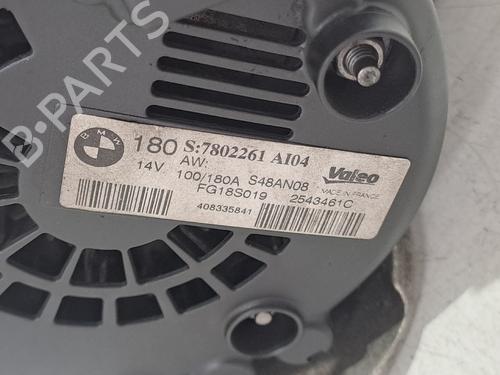 B-PARTS
BMW
180 S:7802261 AI04
14V AW:
100/180A S48AN08 Valeo
FG18S019 MADE IN FRANCE
408335841 2543461C